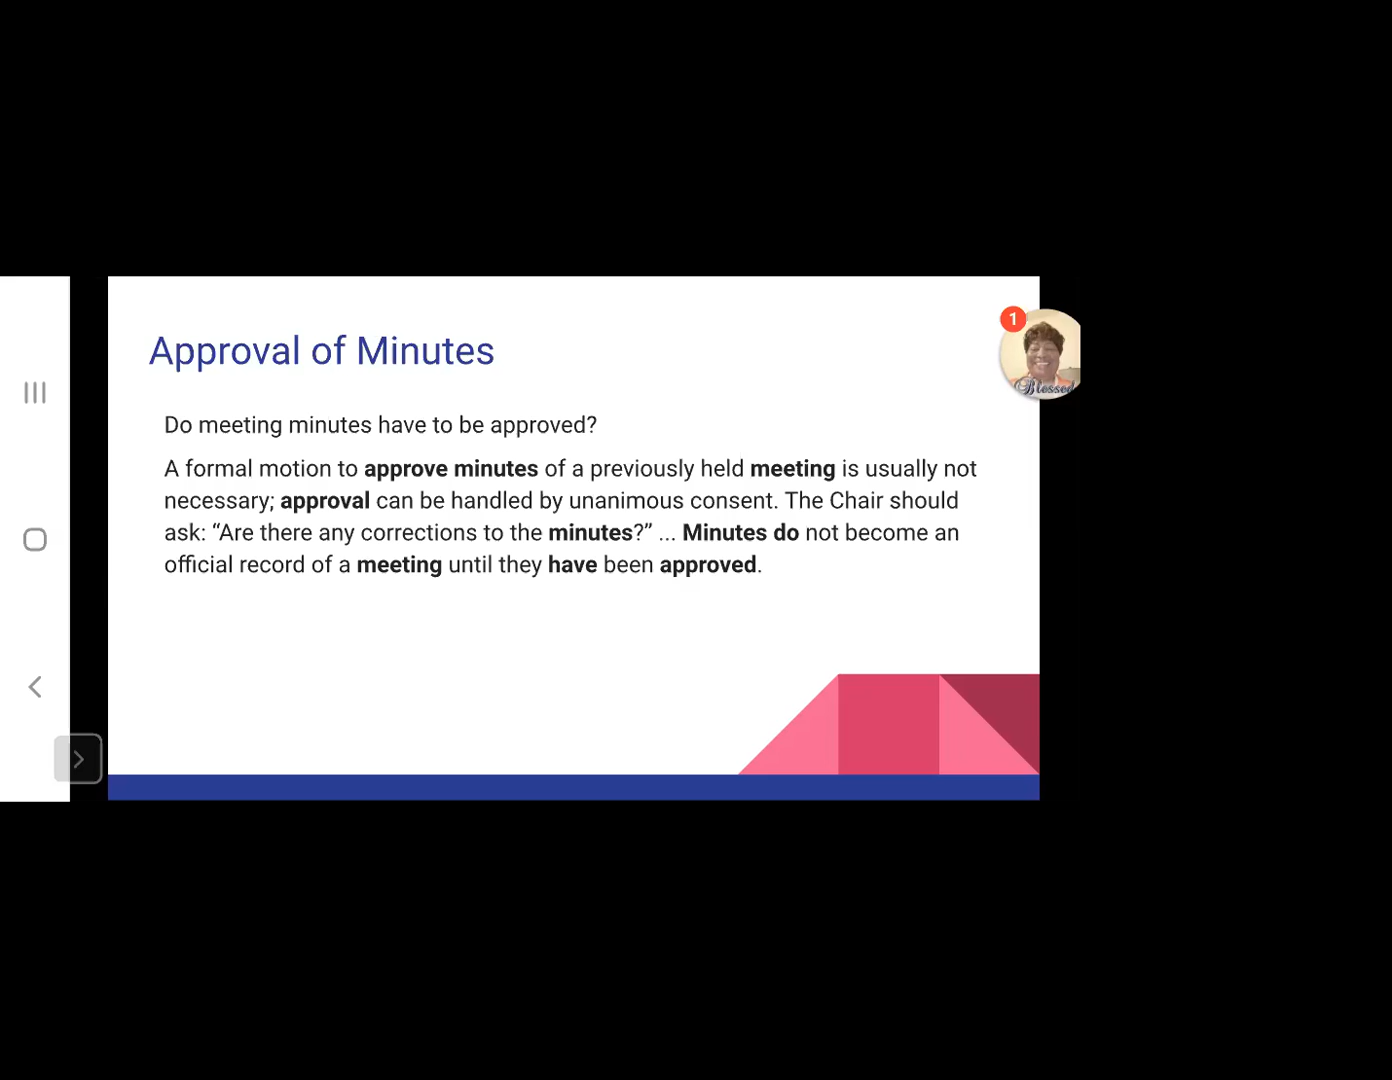 Approval of Minutes
1
Blessed
Do meeting minutes have to be approved?
A formal motion to approve minutes of a previously held meeting is usually not
necessary; approval can be handled by unanimous consent. The Chair should
ask: “Are there any corrections to the minutes?” ... Minutes do not become an
official record of a meeting until they have been approved.